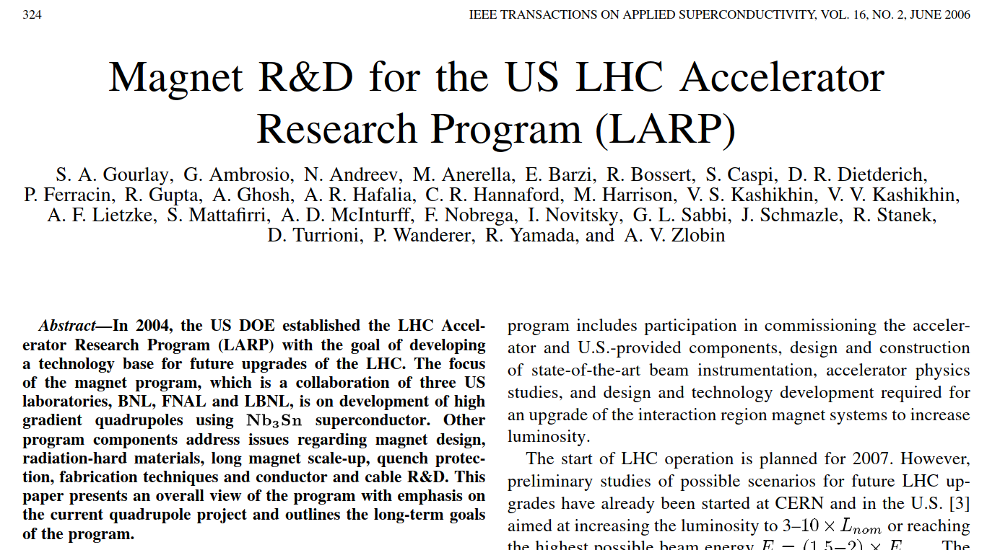 324
IEEE TRANSACTIONS ON APPLIED SUPERCONDUCTIVITY, VOL. 16, NO. 2, JUNE 2006
Magnet R&D for the US LHC Accelerator
Research Program (LARP)
S. A. Gourlay, G. Ambrosio, N. Andreev, M. Anerella, E. Barzi, R. Bossert, S. Caspi, D. R. Dietderich,
P. Ferracin, R. Gupta, A. Ghosh, A. R. Hafalia, C. R. Hannaford, M. Harrison, V. S. Kashikhin, V. V. Kashikhin,
A. F. Lietzke, S. Mattafirri, A. D. McInturff, F. Nobrega, I. Novitsky, G. L. Sabbi, J. Schmazle, R. Stanek,
D. Turrioni, P. Wanderer, R. Yamada, and A. V. Zlobin
Abstract—In 2004, the US DOE established the LHC Accel-
erator Research Program (LARP) with the goal of developing
a technology base for future upgrades of the LHC. The focus
of the magnet program, which is a collaboration of three US
laboratories, BNL, FNAL and LBNL, is on development of high
gradient quadrupoles using Nb₃Sn superconductor. Other
program components address issues regarding magnet design,
radiation-hard materials, long magnet scale-up, quench protec-
tion, fabrication techniques and conductor and cable R&D. This
paper presents an overall view of the program with emphasis on
the current quadrupole project and outlines the long-term goals
of the program.
program includes participation in commissioning the acceler-
ator and U.S.-provided components, design and construction
of state-of-the-art beam instrumentation, accelerator physics
studies, and design and technology development required for
an upgrade of the interaction region magnet systems to increase
luminosity.
The start of LHC operation is planned for 2007. However,
preliminary studies of possible scenarios for future LHC up-
grades have already been started at CERN and in the U.S. [3]
aimed at increasing the luminosity to 3–10 × L_nom or reaching
the highest possible beam energy E = (1.5–2) × E The